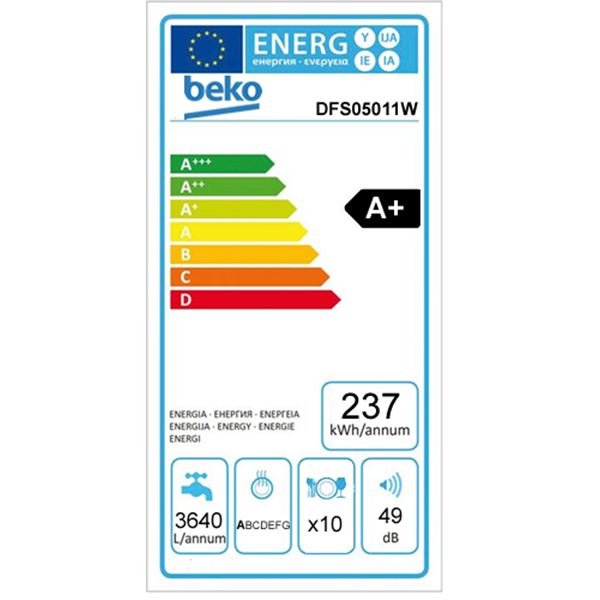 ENERG Y IJA
енергия · ενεργεια IE IA
beko
DFS05011W
A+++
A++
A+
A
B
C
D
A+
ENERGIA · ЕНЕРГИЯ · ΕΝΕΡΓΕΙΑ
ENERGIJA · ENERGY · ENERGIE
ENERGI
237
kWh/annum
3640
L/annum
ABCDEFG
x10
49
dB